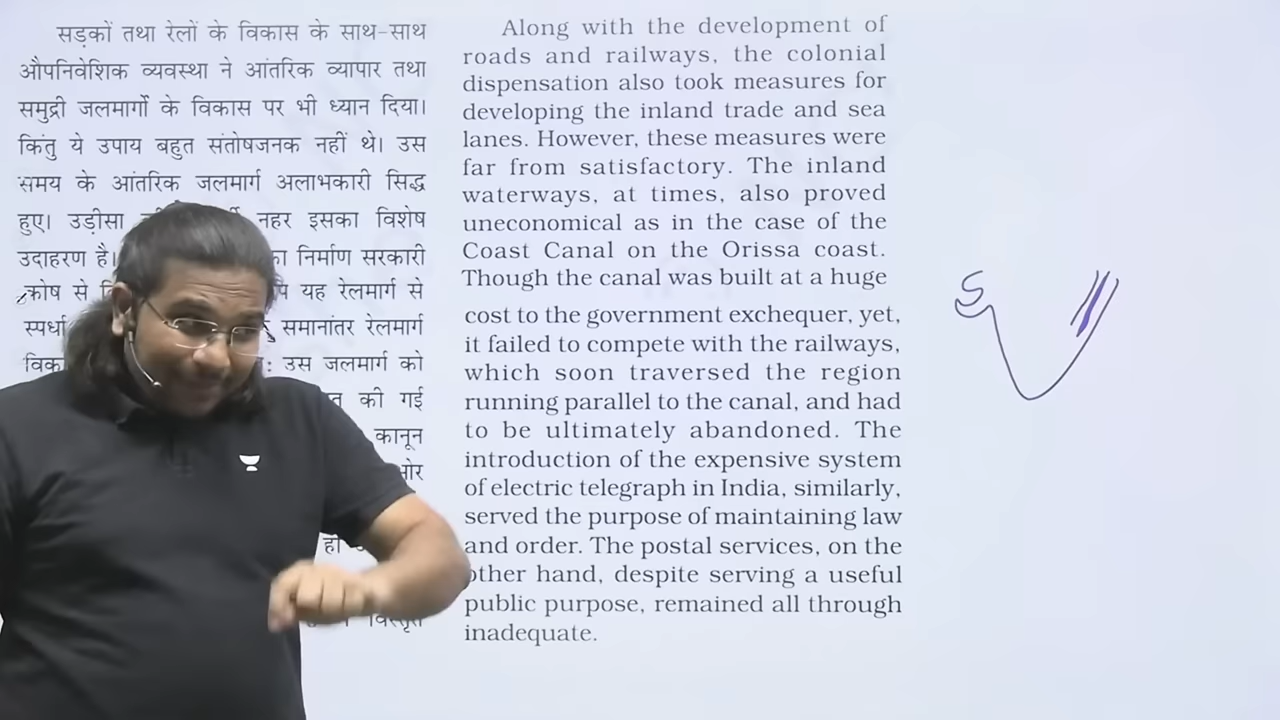 सड़कों तथा रेलों के विकास के साथ-साथ
औपनिवेशिक व्यवस्था ने आंतरिक व्यापार तथा
समुद्री जलमार्गों के विकास पर भी ध्यान दिया।
किंतु ये उपाय बहुत संतोषजनक नहीं थे। उस
समय के आंतरिक जलमार्ग अलाभकारी सिद्ध
हुए। उड़ीसा नहर इसका विशेष
उदाहरण है। निर्माण सरकारी
कोष से यह रेलमार्ग से
स्पर्धा समानांतर रेलमार्ग
उस जलमार्ग को
की गई
कानून
Along with the development of
roads and railways, the colonial
dispensation also took measures for
developing the inland trade and sea
lanes. However, these measures were
far from satisfactory. The inland
waterways, at times, also proved
uneconomical as in the case of the
Coast Canal on the Orissa coast.
Though the canal was built at a huge
cost to the government exchequer, yet,
it failed to compete with the railways,
which soon traversed the region
running parallel to the canal, and had
to be ultimately abandoned. The
introduction of the expensive system
of electric telegraph in India, similarly,
served the purpose of maintaining law
and order. The postal services, on the
other hand, despite serving a useful
public purpose, remained all through
inadequate.